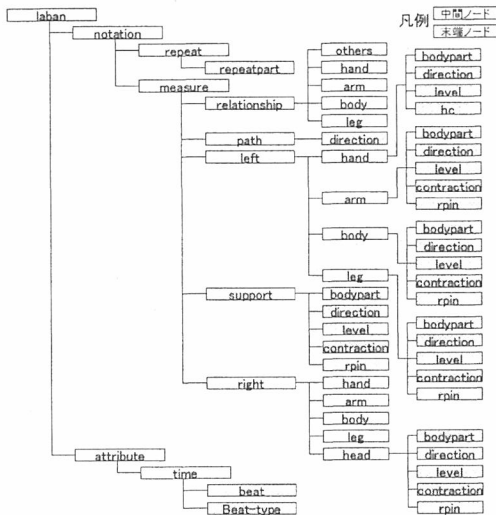 laban
凡例
中間ノード
末端ノード
notation
repeat
repeatpart
measure
relationship
others
hand
arm
body
leg
path
direction
left
hand
bodypart
direction
level
hc
arm
bodypart
direction
level
contraction
rpin
body
bodypart
direction
level
contraction
rpin
leg
bodypart
direction
level
contraction
rpin
support
bodypart
direction
level
contraction
rpin
right
hand
arm
body
leg
head
bodypart
direction
level
contraction
rpin
attribute
time
beat
Beat-type